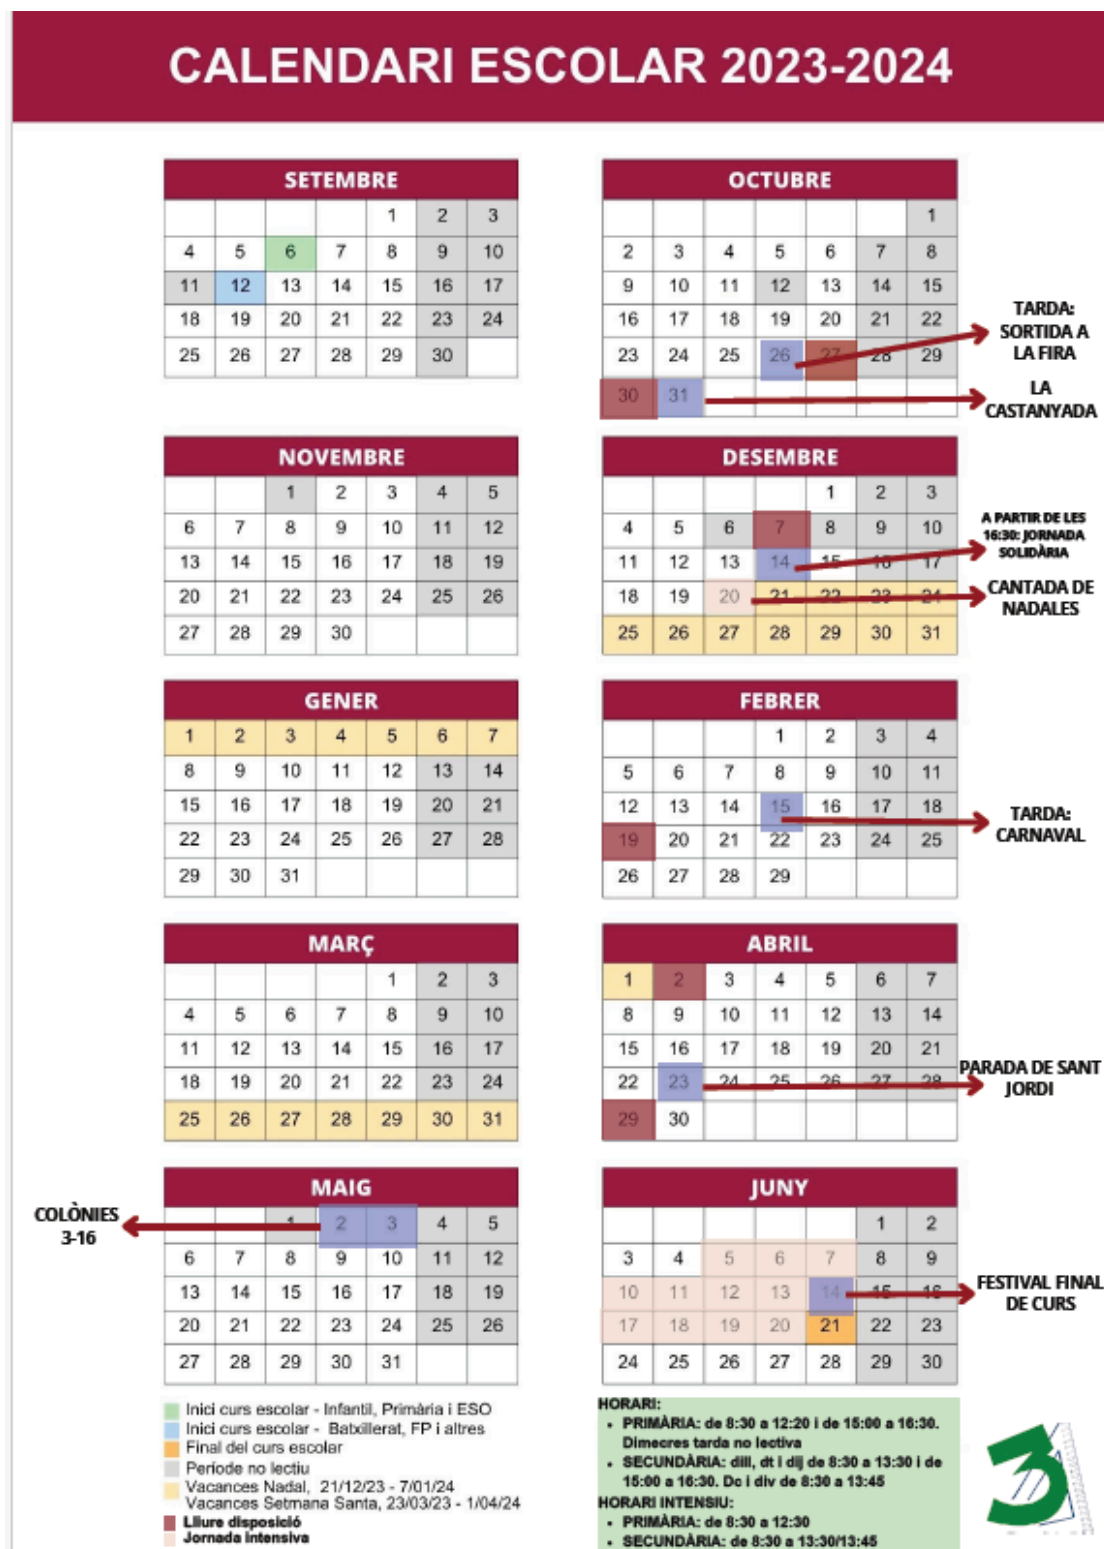 CALENDARI ESCOLAR 2023-2024
SETEMBRE
1 2 3
4 5 6 7 8 9 10
11 12 13 14 15 16 17
18 19 20 21 22 23 24
25 26 27 28 29 30
OCTUBRE
1
2 3 4 5 6 7 8
9 10 11 12 13 14 15
16 17 18 19 20 21 22
23 24 25 26 27 28 29
30 31
TARDA:
SORTIDA A
LA FIRA
LA
CASTANYADA
NOVEMBRE
1 2 3 4 5
6 7 8 9 10 11 12
13 14 15 16 17 18 19
20 21 22 23 24 25 26
27 28 29 30
DESEMBRE
1 2 3
4 5 6 7 8 9 10
11 12 13 14 15 16 17
18 19 20 21 22 23 24
25 26 27 28 29 30 31
A PARTIR DE LES
16:30: JORNADA
SOLIDÀRIA
CANTADA DE
NADALES
GENER
1 2 3 4 5 6 7
8 9 10 11 12 13 14
15 16 17 18 19 20 21
22 23 24 25 26 27 28
29 30 31
FEBRER
1 2 3 4
5 6 7 8 9 10 11
12 13 14 15 16 17 18
19 20 21 22 23 24 25
26 27 28 29
TARDA:
CARNAVAL
MARÇ
1 2 3
4 5 6 7 8 9 10
11 12 13 14 15 16 17
18 19 20 21 22 23 24
25 26 27 28 29 30 31
ABRIL
1 2 3 4 5 6 7
8 9 10 11 12 13 14
15 16 17 18 19 20 21
22 23 24 25 26 27 28
29 30
PARADA DE SANT
JORDI
MAIG
1 2 3 4 5
6 7 8 9 10 11 12
13 14 15 16 17 18 19
20 21 22 23 24 25 26
27 28 29 30 31
COLÒNIES
3-16
JUNY
1 2
3 4 5 6 7 8 9
10 11 12 13 14 15 16
17 18 19 20 21 22 23
24 25 26 27 28 29 30
FESTIVAL FINAL
DE CURS
Inici curs escolar - Infantil, Primària i ESO
Inici curs escolar - Batxillerat, FP i altres
Final del curs escolar
Període no lectiu
Vacances Nadal, 21/12/23 - 7/01/24
Vacances Setmana Santa, 23/03/23 - 1/04/24
Lliure disposició
Jornada intensiva
HORARI:
• PRIMÀRIA: de 8:30 a 12:20 i de 15:00 a 16:30.
Dimecres tarda no lectiva
• SECUNDÀRIA: dill, dt i dij de 8:30 a 13:30 i de
15:00 a 16:30. Dc i div de 8:30 a 13:45
HORARI INTENSIU:
• PRIMÀRIA: de 8:30 a 12:30
• SECUNDÀRIA: de 8:30 a 13:30/13:45
3